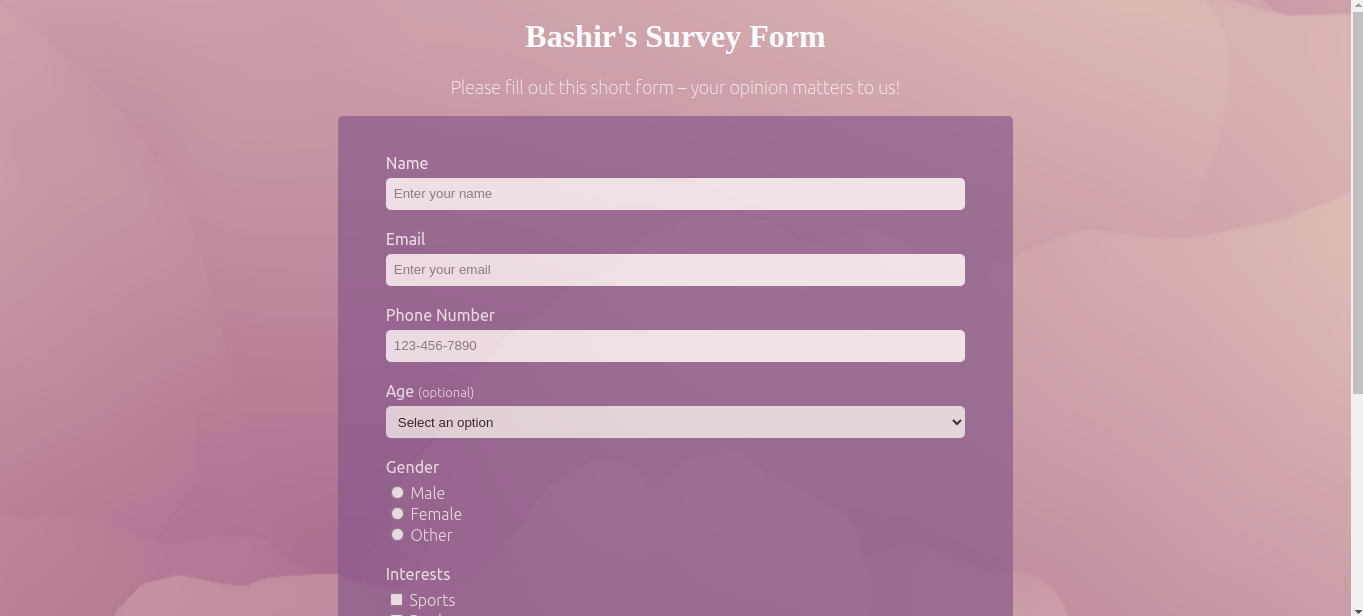 Bashir's Survey Form
Please fill out this short form – your opinion matters to us!
Name
Enter your name
Email
Enter your email
Phone Number
123-456-7890
Age (optional)
Select an option
Gender
Male
Female
Other
Interests
Sports